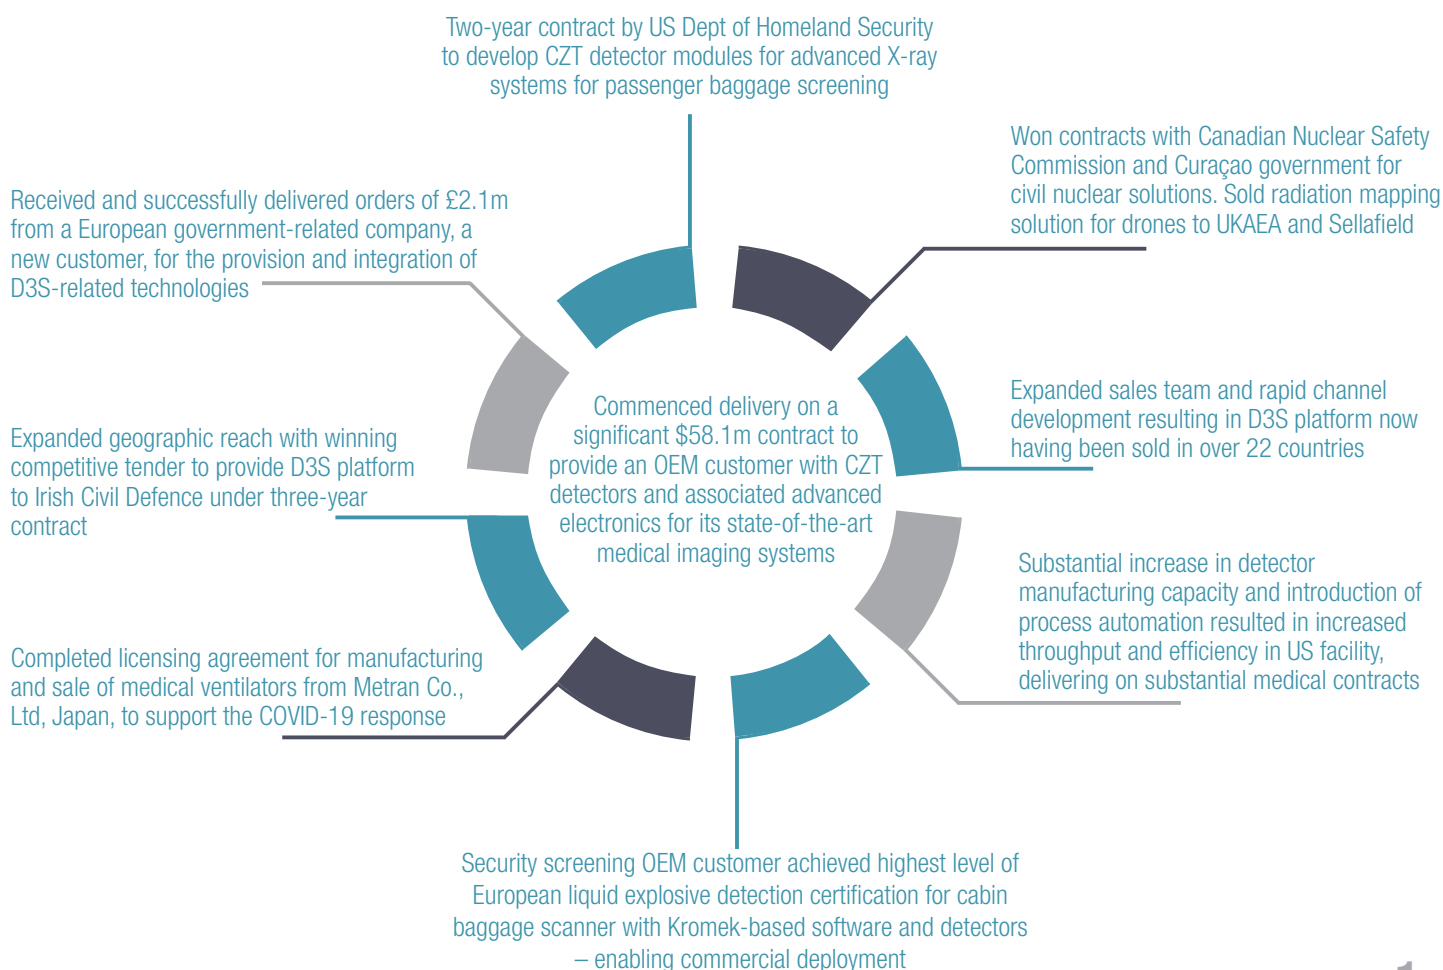 Two-year contract by US Dept of Homeland Security
to develop CZT detector modules for advanced X-ray
systems for passenger baggage screening
Won contracts with Canadian Nuclear Safety
Commission and Curaçao government for
civil nuclear solutions. Sold radiation mapping
solution for drones to UKAEA and Sellafield
Received and successfully delivered orders of £2.1m
from a European government-related company, a
new customer, for the provision and integration of
D3S-related technologies
Expanded sales team and rapid channel
development resulting in D3S platform now
having been sold in over 22 countries
Commenced delivery on a
significant $58.1m contract to
provide an OEM customer with CZT
detectors and associated advanced
electronics for its state-of-the-art
medical imaging systems
Expanded geographic reach with winning
competitive tender to provide D3S platform
to Irish Civil Defence under three-year
contract
Substantial increase in detector
manufacturing capacity and introduction of
process automation resulted in increased
throughput and efficiency in US facility,
delivering on substantial medical contracts
Completed licensing agreement for manufacturing
and sale of medical ventilators from Metran Co.,
Ltd, Japan, to support the COVID-19 response
Security screening OEM customer achieved highest level of
European liquid explosive detection certification for cabin
baggage scanner with Kromek-based software and detectors
– enabling commercial deployment